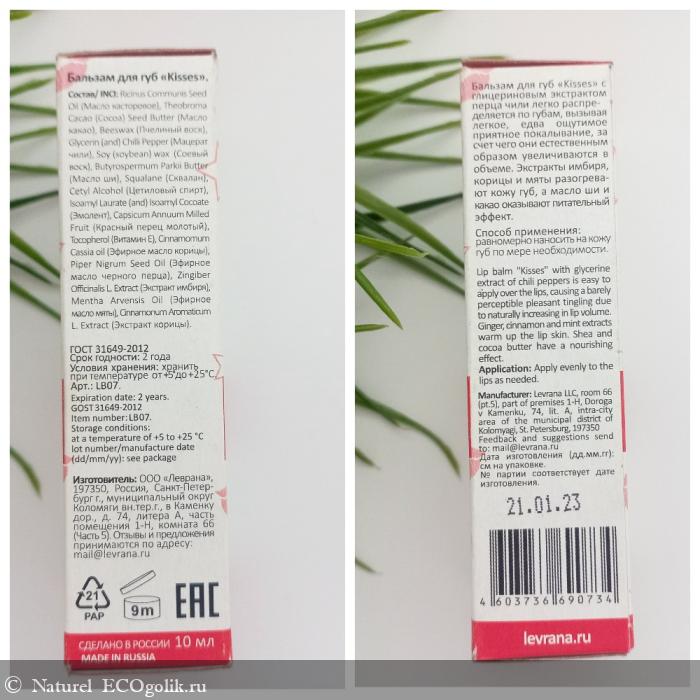 Бальзам для губ «Kisses».
Состав/ INCI: Ricinus Communis Seed
Oil (Масло касторовое), Theobroma
Cacao (Cocoa) Seed Butter (Масло
какао), Beeswax (Пчелиный воск),
Glycerin (and) Chilli Pepper (Мацерат
чили), Soy (soybean) wax (Соевый
воск), Butyrospermum Parkii Butter
(Масло ши), Squalane (Сквалан),
Cetyl Alcohol (Цетиловый спирт),
Isoamyl Laurate (and) Isoamyl Cocoate
(Эмолент), Capsicum Annuum Milled
Fruit (Красный перец молотый),
Tocopherol (Витамин Е), Cinnamomum
Cassia oil (Эфирное масло корицы),
Piper Nigrum Seed Oil (Эфирное
масло черного перца), Zingiber
Officinalis L. Extract (Экстракт имбиря),
Mentha Arvensis Oil (Эфирное
масло мяты), Cinnamomum Aromaticum
L. Extract (Экстракт корицы).
ГОСТ 31649-2012
Срок годности: 2 года
Условия хранения: хранить
при температуре от +5 до +25°C
Арт.: LB07.
Expiration date: 2 years.
GOST 31649-2012
Item number: LB07.
Storage conditions:
at a temperature of +5 to +25 °C
lot number/manufacture date
(dd/mm/yy): see package
Изготовитель: ООО «Леврана»,
197350, Россия, Санкт-Петер-
бург г., муниципальный округ
Коломяги вн.тер.г., в Каменку
дор., д. 74, литера А, часть
помещения 1-Н, комната 66
(Часть 5). Отзывы и предложения
принимаются по адресу:
mail@levrana.ru
21
PAP
9m
EAC
СДЕЛАНО В РОССИИ 10 мл
MADE IN RUSSIA
Бальзам для губ «Kisses» с
глицериновым экстрактом
перца чили легко распре-
деляется по губам, вызывая
легкое, едва ощутимое
приятное покалывание, за
счет чего они естественным
образом увеличиваются в
объеме. Экстракты имбиря,
корицы и мяты разогрева-
ют кожу губ, а масло ши и
какао оказывают питательный
эффект.
Способ применения:
равномерно наносить на кожу
губ по мере необходимости.
Lip balm "Kisses" with glycerine
extract of chili peppers is easy to
apply over the lips, causing a barely
perceptible pleasant tingling due
to naturally increasing in lip volume.
Ginger, cinnamon and mint extracts
warm up the lip skin. Shea and
cocoa butter have a nourishing
effect.
Application: Apply evenly to the
lips as needed.
Manufacturer: Levrana LLC, room 66
(pt.5), part of premises 1-H, Doroga
v Kamenku, 74, lit. A, intra-city
area of the municipal district of
Kolomyagi, St. Petersburg, 197350
Feedback and suggestions send
to: mail@levrana.ru
Дата изготовления (дд.мм.гг):
см на упаковке.
№ партии соответствует дате
изготовления.
21.01.23
4 603736 690734
levrana.ru
© Naturel ECOgolik.ru